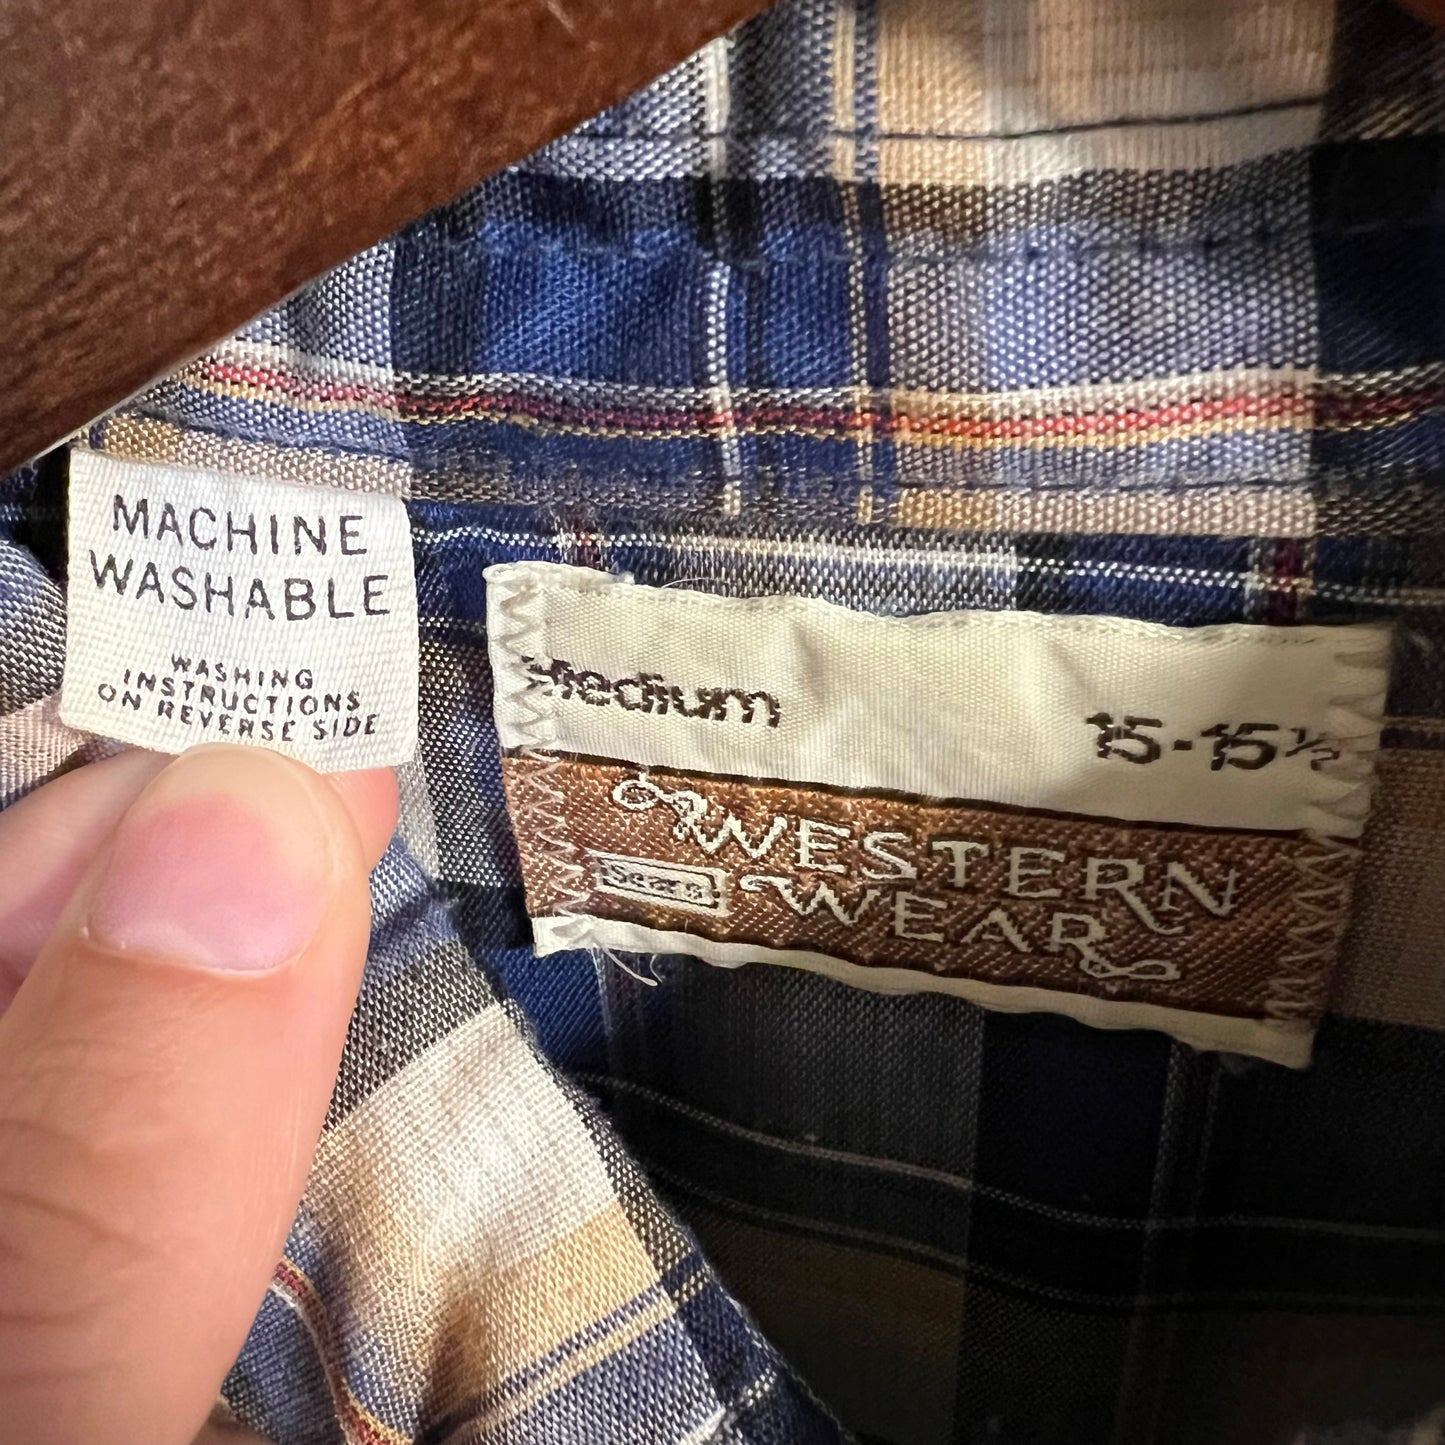 MACHINE
WASHABLE
WASHING
INSTRUCTIONS
ON REVERSE SIDE
Medium 15-15½
WESTERN
Sears WEAR